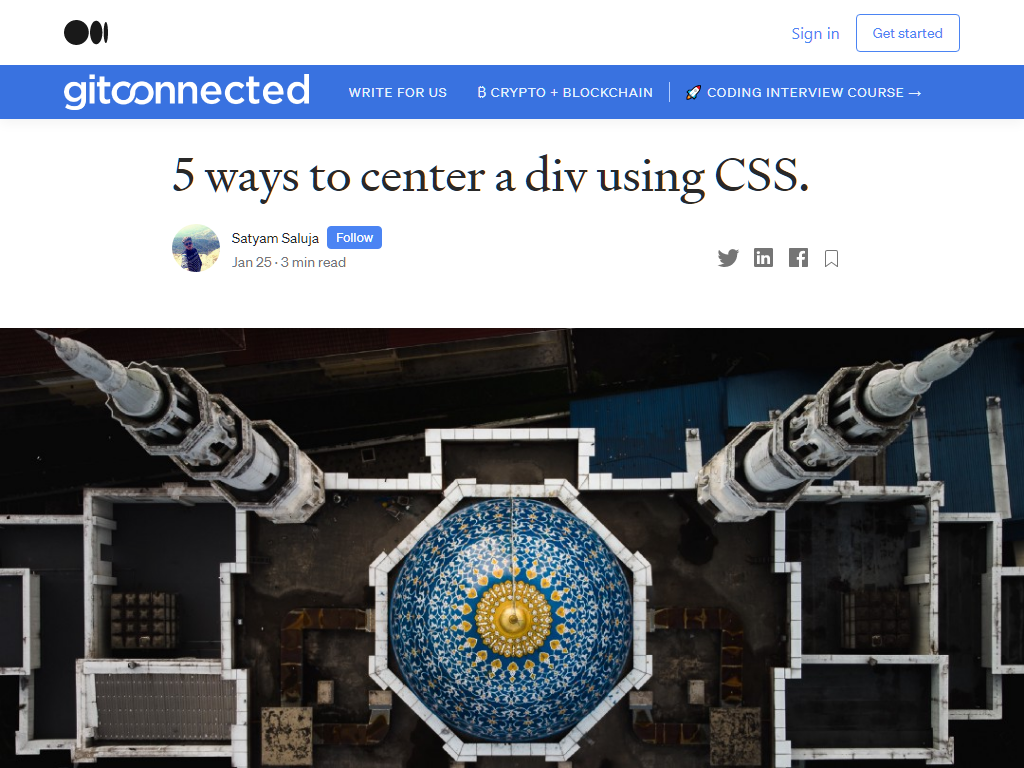 Sign in
Get started
gitconnected
WRITE FOR US
₿ CRYPTO + BLOCKCHAIN
🚀 CODING INTERVIEW COURSE →
5 ways to center a div using CSS.
Satyam Saluja
Follow
Jan 25 · 3 min read